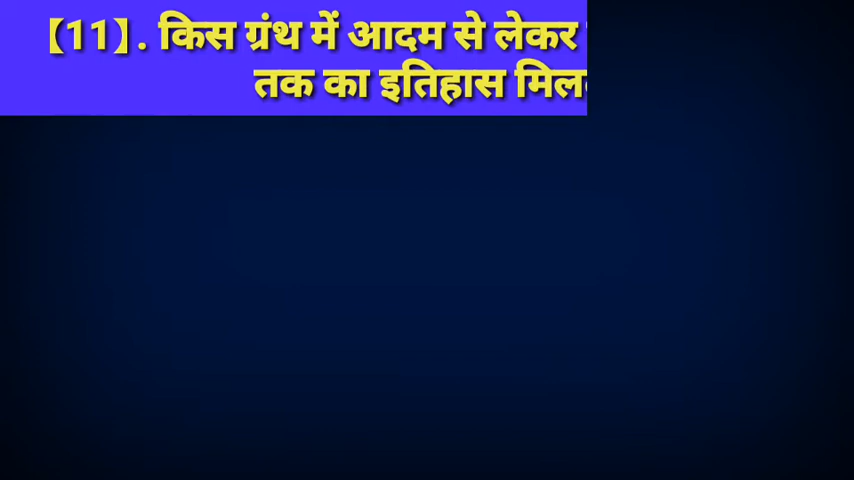 【11】. किस ग्रंथ में आदम से लेकर
तक का इतिहास